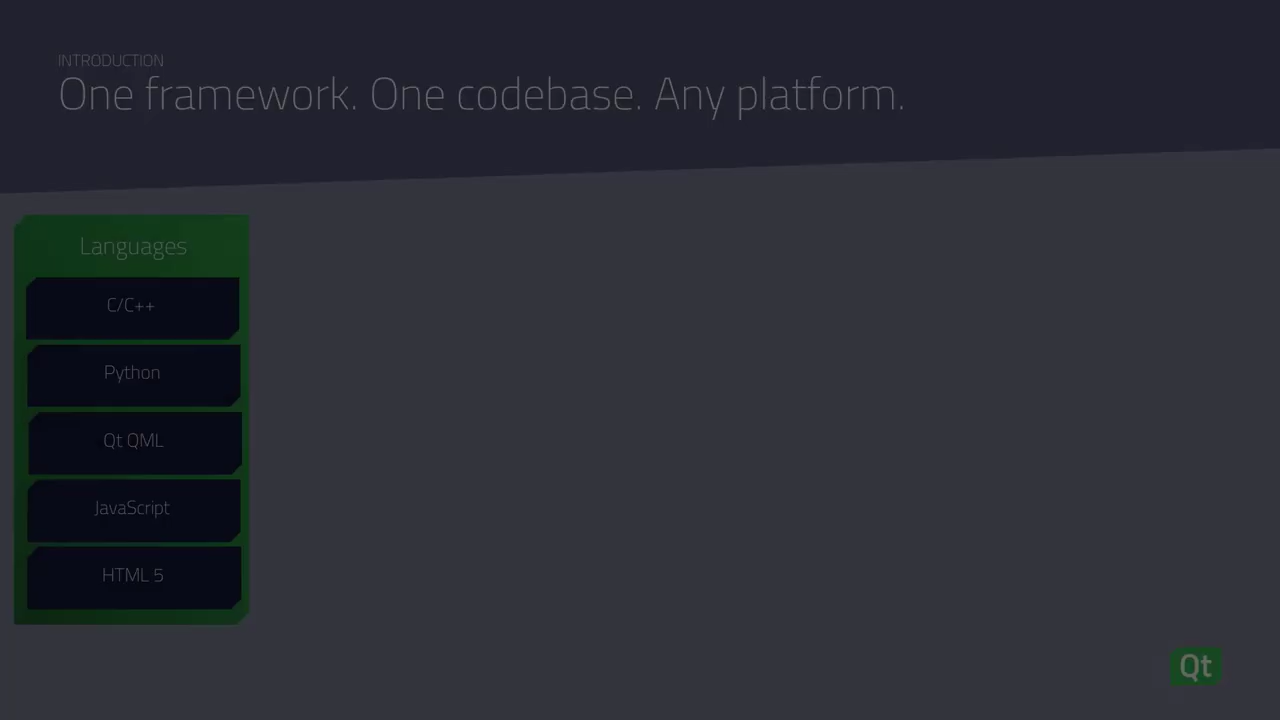 INTRODUCTION
One framework. One codebase. Any platform.
Languages
C/C++
Python
Qt QML
JavaScript
HTML 5
Qt